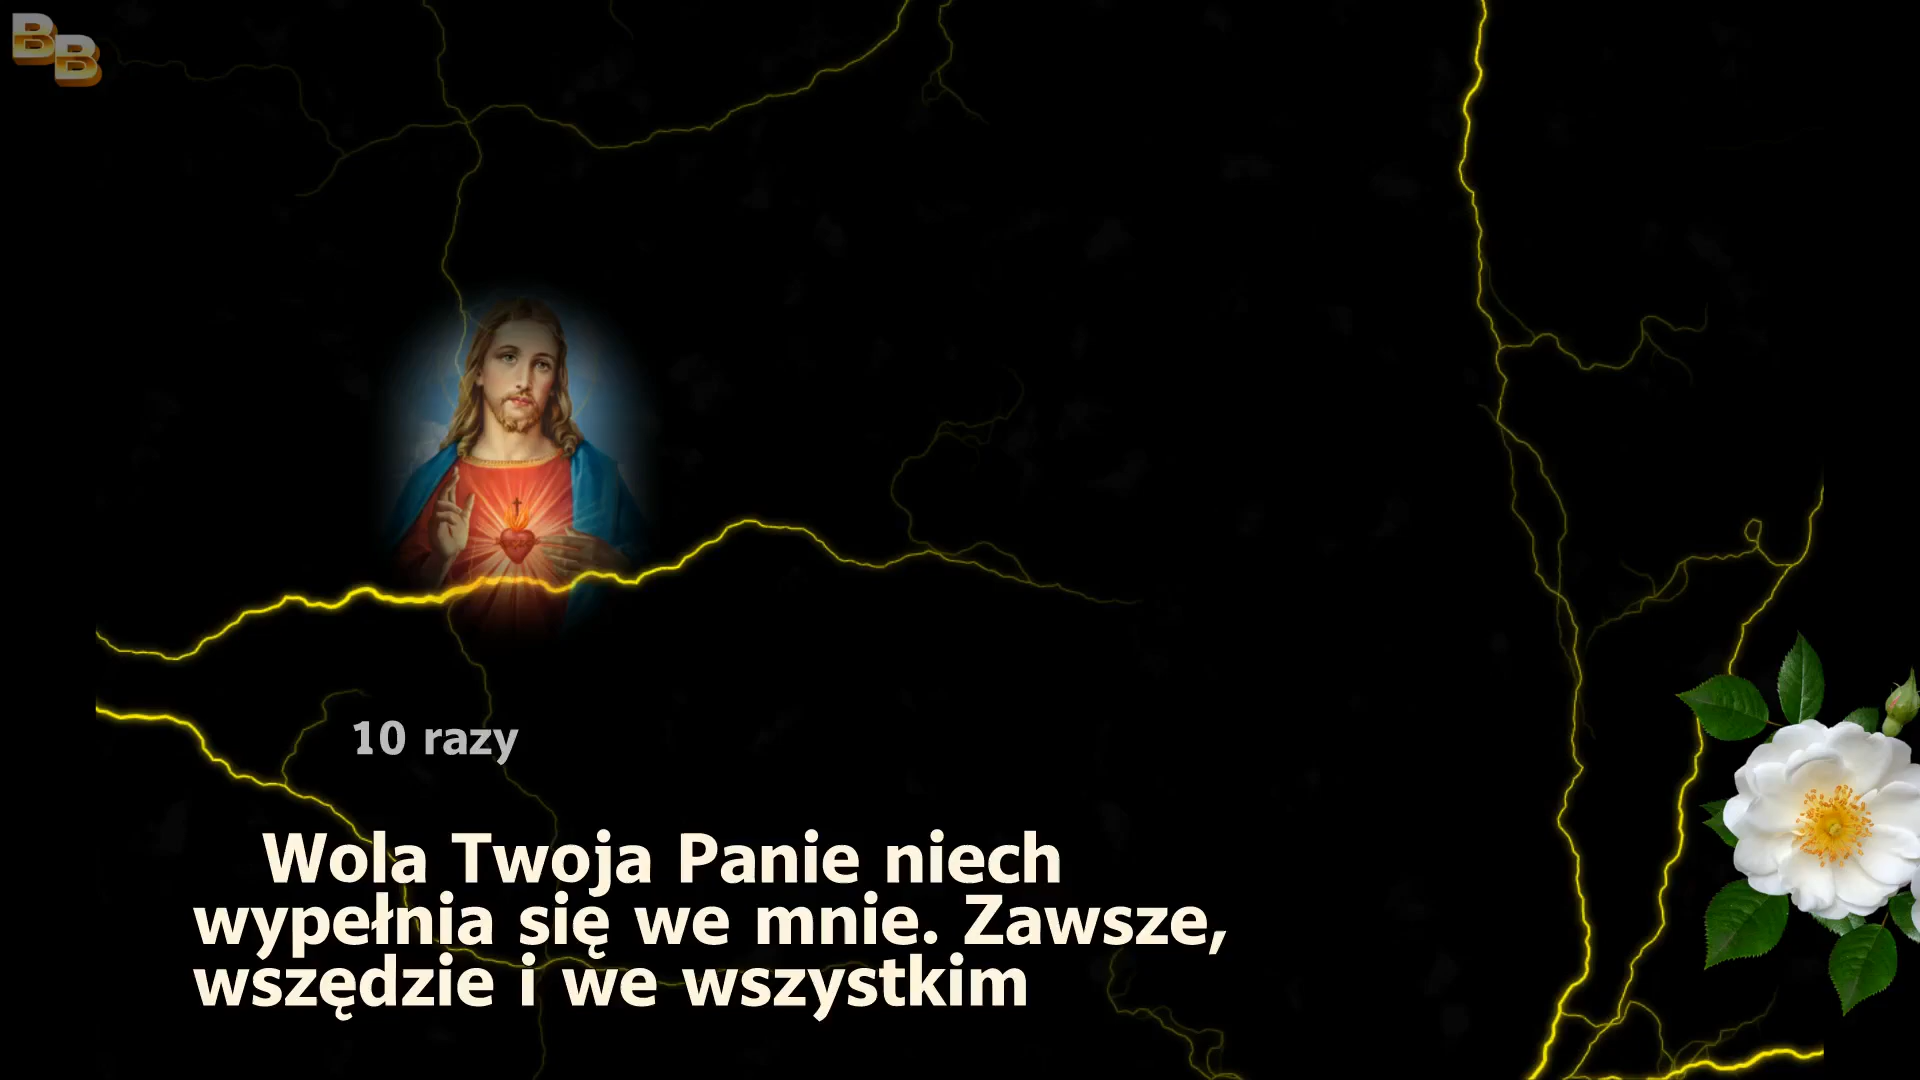 BB
10 razy
Wola Twoja Panie niech
wypełnia się we mnie. Zawsze,
wszędzie i we wszystkim